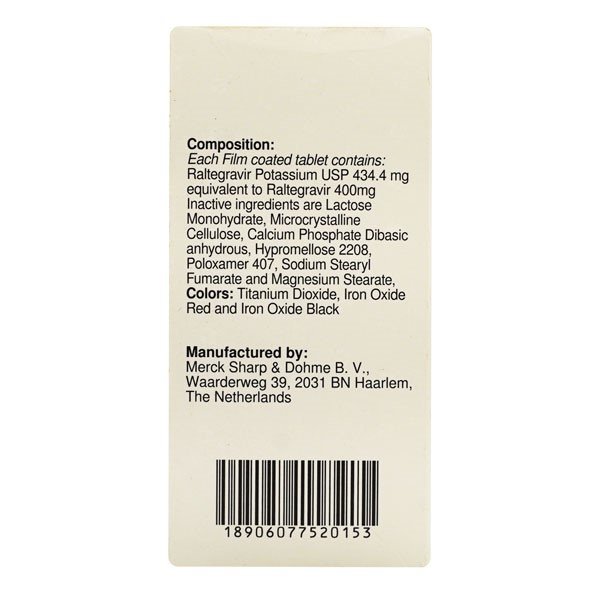 Composition:
Each Film coated tablet contains:
Raltegravir Potassium USP 434.4 mg
equivalent to Raltegravir 400mg
Inactive ingredients are Lactose
Monohydrate, Microcrystalline
Cellulose, Calcium Phosphate Dibasic
anhydrous, Hypromellose 2208,
Poloxamer 407, Sodium Stearyl
Fumarate and Magnesium Stearate,
Colors: Titanium Dioxide, Iron Oxide
Red and Iron Oxide Black
Manufactured by:
Merck Sharp & Dohme B. V.,
Waarderweg 39, 2031 BN Haarlem,
The Netherlands
18906077520153